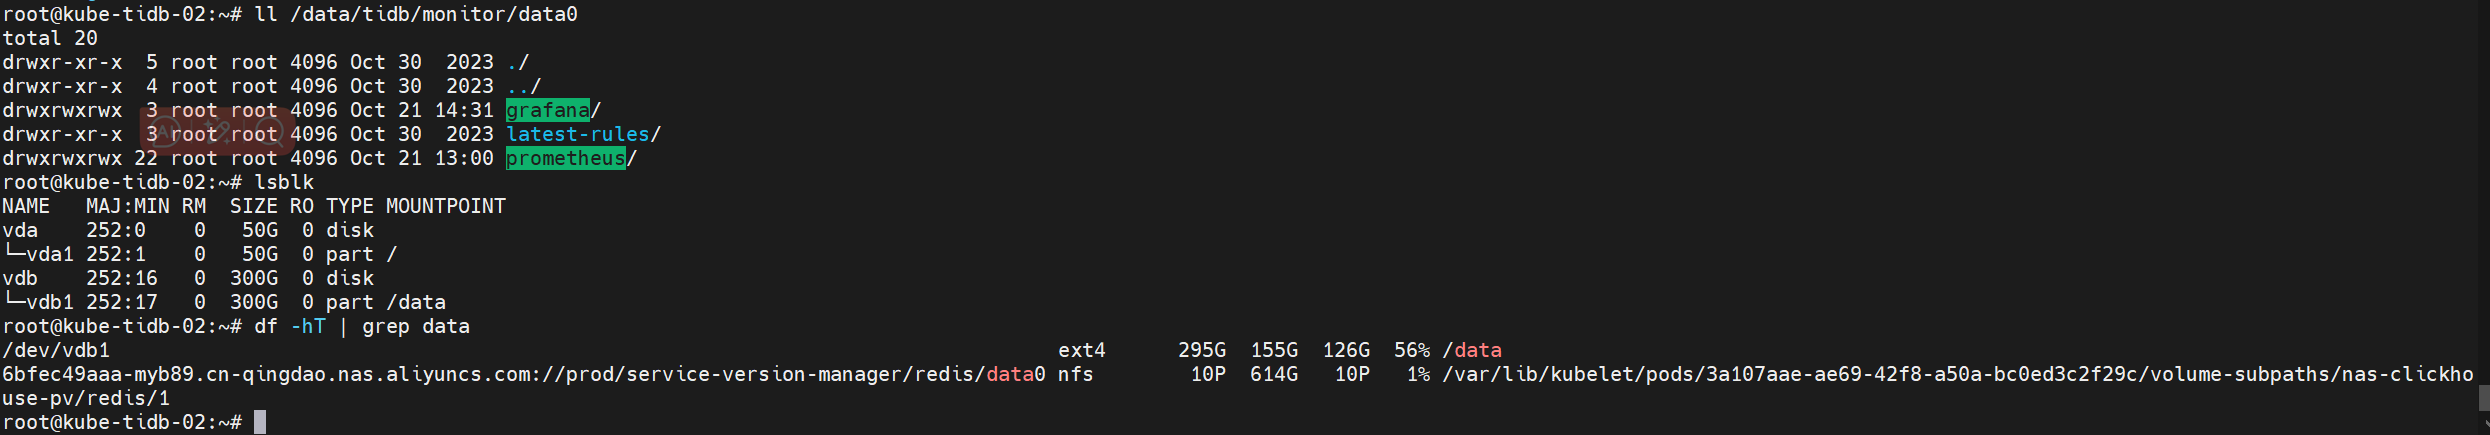 root@kube-tidb-02:~# ll /data/tidb/monitor/data0
total 20
drwxr-xr-x  5 root root 4096 Oct 30  2023 ./
drwxr-xr-x  4 root root 4096 Oct 30  2023 ../
drwxrwxrwx  3 root root 4096 Oct 21 14:31 grafana/
drwxr-xr-x  3 root root 4096 Oct 30  2023 latest-rules/
drwxrwxrwx 22 root root 4096 Oct 21 13:00 prometheus/
root@kube-tidb-02:~# lsblk
NAME   MAJ:MIN RM  SIZE RO TYPE MOUNTPOINT
vda    252:0    0   50G  0 disk
└─vda1 252:1    0   50G  0 part /
vdb    252:16   0  300G  0 disk
└─vdb1 252:17   0  300G  0 part /data
root@kube-tidb-02:~# df -hT | grep data
/dev/vdb1                                                                               ext4      295G  155G  126G  56% /data
6bfec49aaa-myb89.cn-qingdao.nas.aliyuncs.com://prod/service-version-manager/redis/data0 nfs        10P  614G   10P   1% /var/lib/kubelet/pods/3a107aae-ae69-42f8-a50a-bc0ed3c2f29c/volume-subpaths/nas-clickho
use-pv/redis/1
root@kube-tidb-02:~#